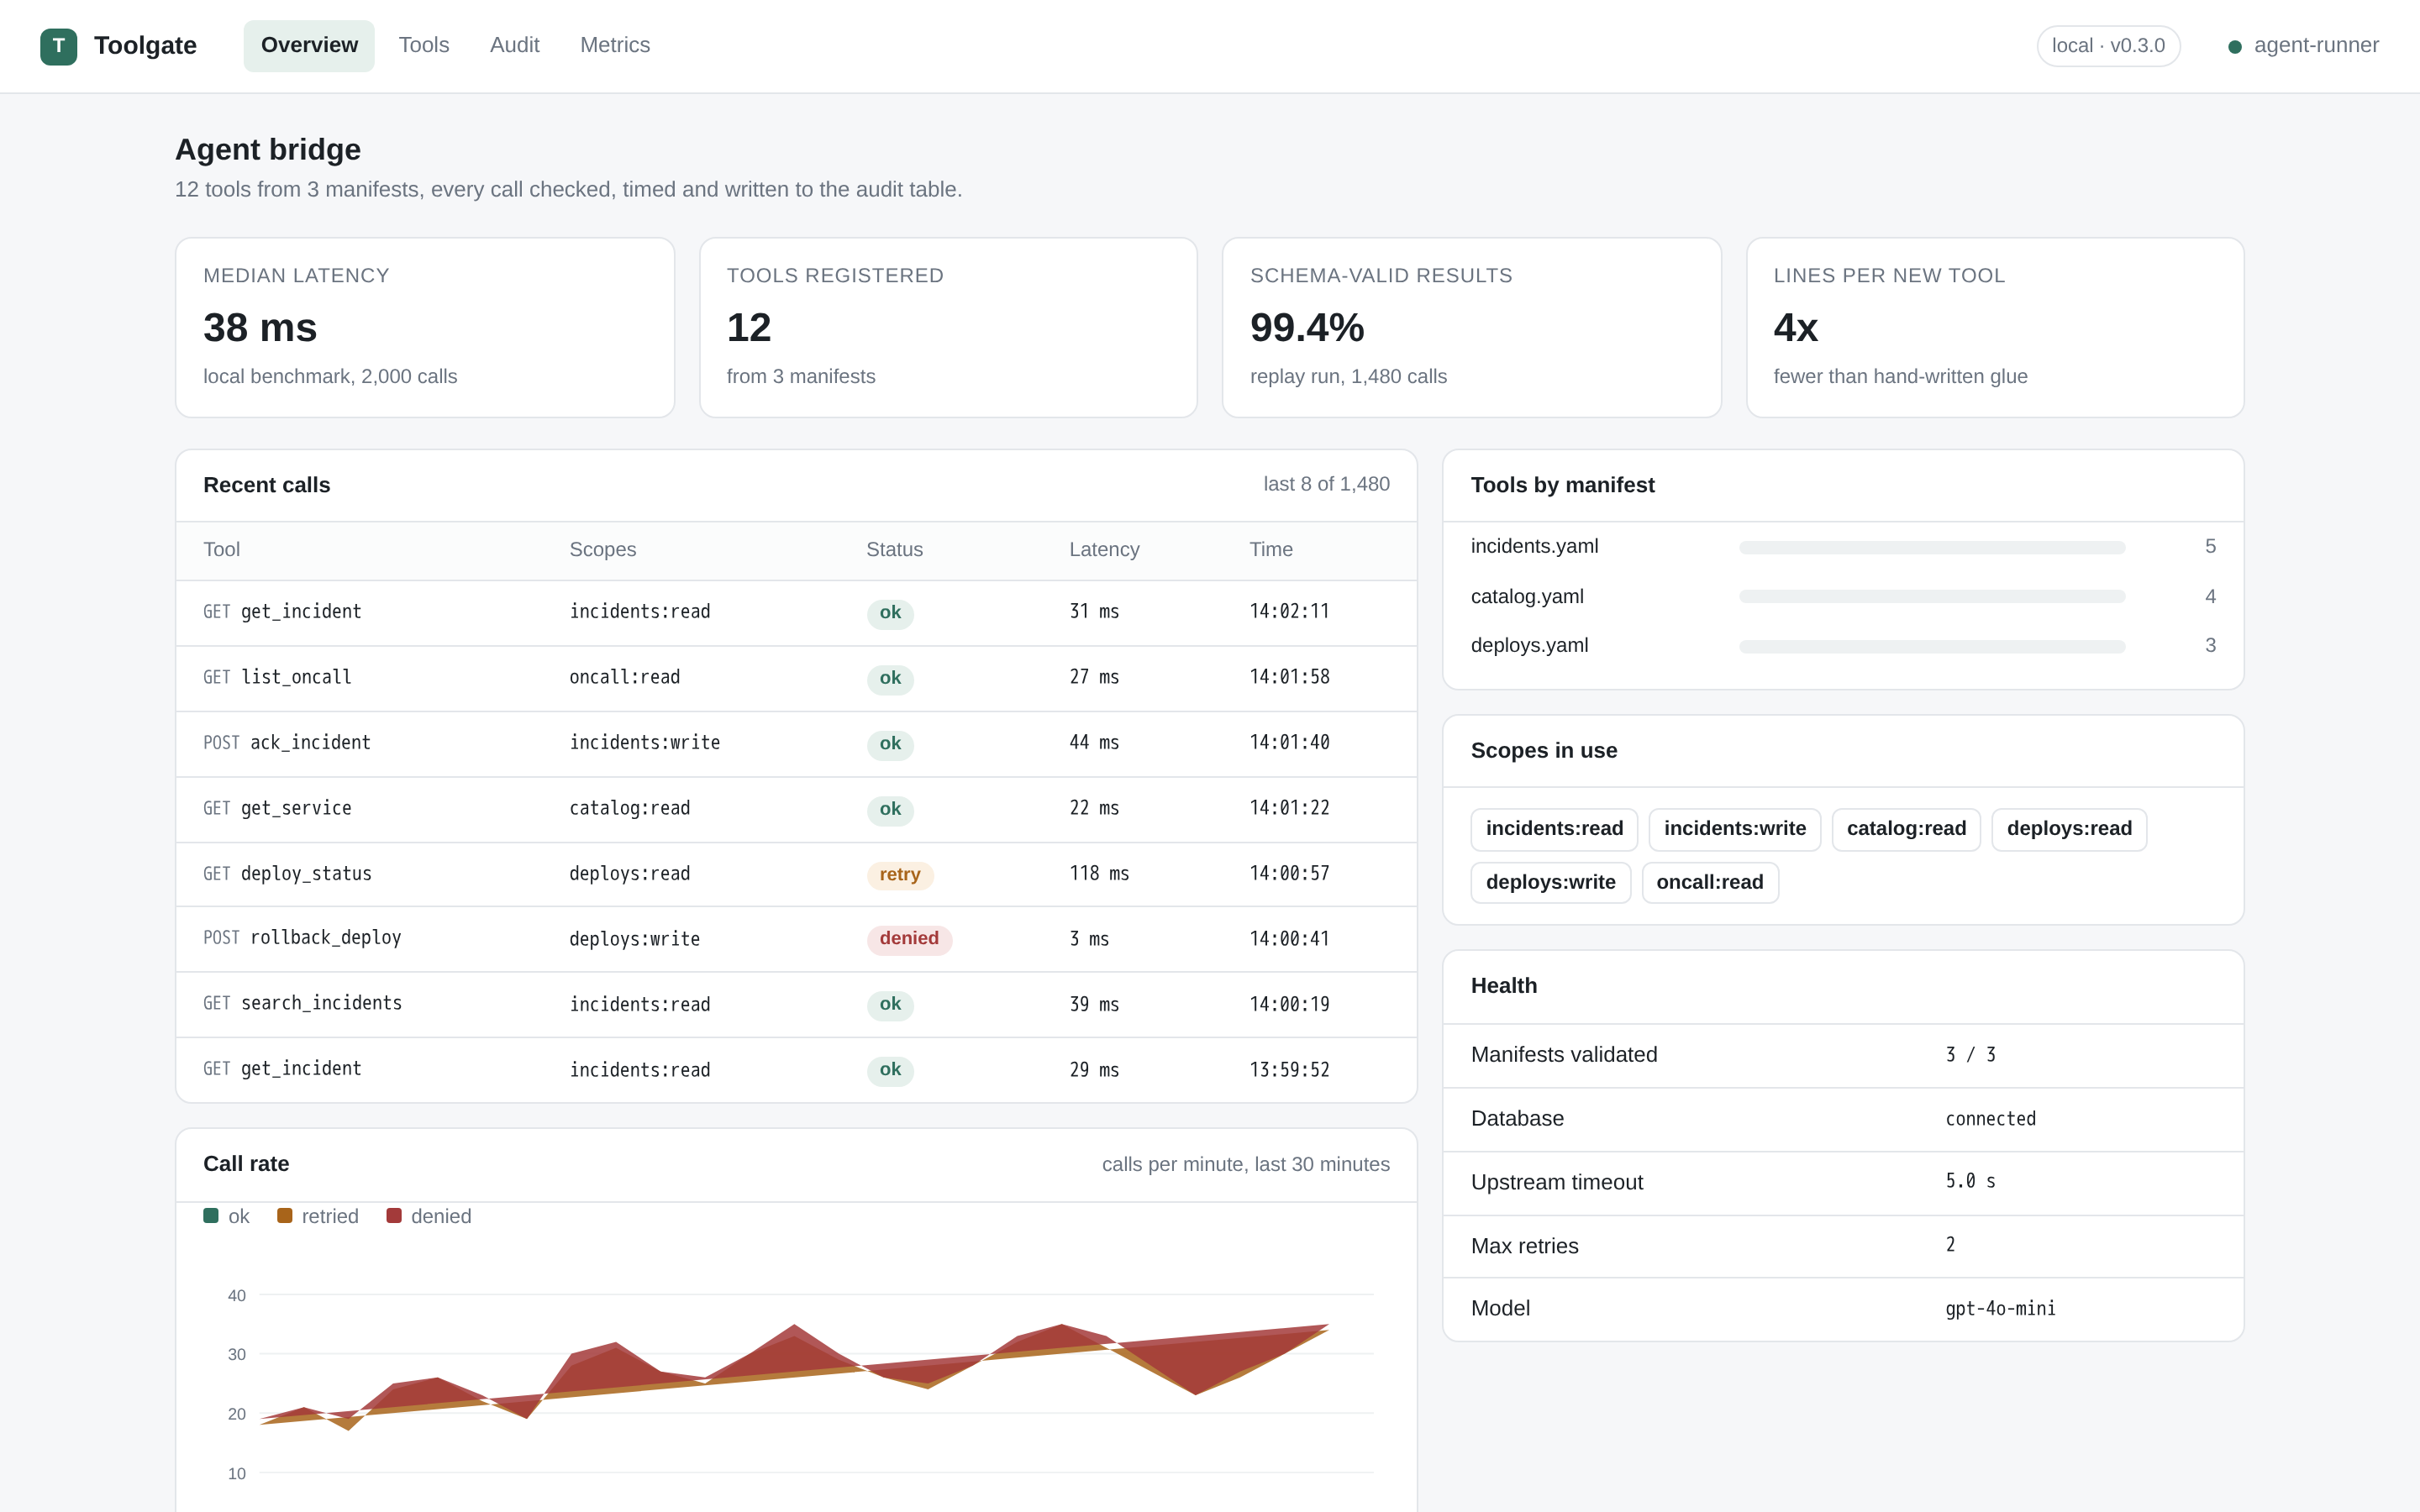 T Toolgate Overview Tools Audit Metrics local · v0.3.0 agent-runner
Agent bridge
12 tools from 3 manifests, every call checked, timed and written to the audit table.
MEDIAN LATENCY
38 ms
local benchmark, 2,000 calls
TOOLS REGISTERED
12
from 3 manifests
SCHEMA-VALID RESULTS
99.4%
replay run, 1,480 calls
LINES PER NEW TOOL
4x
fewer than hand-written glue
Recent calls last 8 of 1,480
Tool Scopes Status Latency Time
GET get_incident incidents:read ok 31 ms 14:02:11
GET list_oncall oncall:read ok 27 ms 14:01:58
POST ack_incident incidents:write ok 44 ms 14:01:40
GET get_service catalog:read ok 22 ms 14:01:22
GET deploy_status deploys:read retry 118 ms 14:00:57
POST rollback_deploy deploys:write denied 3 ms 14:00:41
GET search_incidents incidents:read ok 39 ms 14:00:19
GET get_incident incidents:read ok 29 ms 13:59:52
Call rate calls per minute, last 30 minutes
ok retried denied
40
30
20
10
Tools by manifest
incidents.yaml 5
catalog.yaml 4
deploys.yaml 3
Scopes in use
incidents:read incidents:write catalog:read deploys:read
deploys:write oncall:read
Health
Manifests validated 3 / 3
Database connected
Upstream timeout 5.0 s
Max retries 2
Model gpt-4o-mini